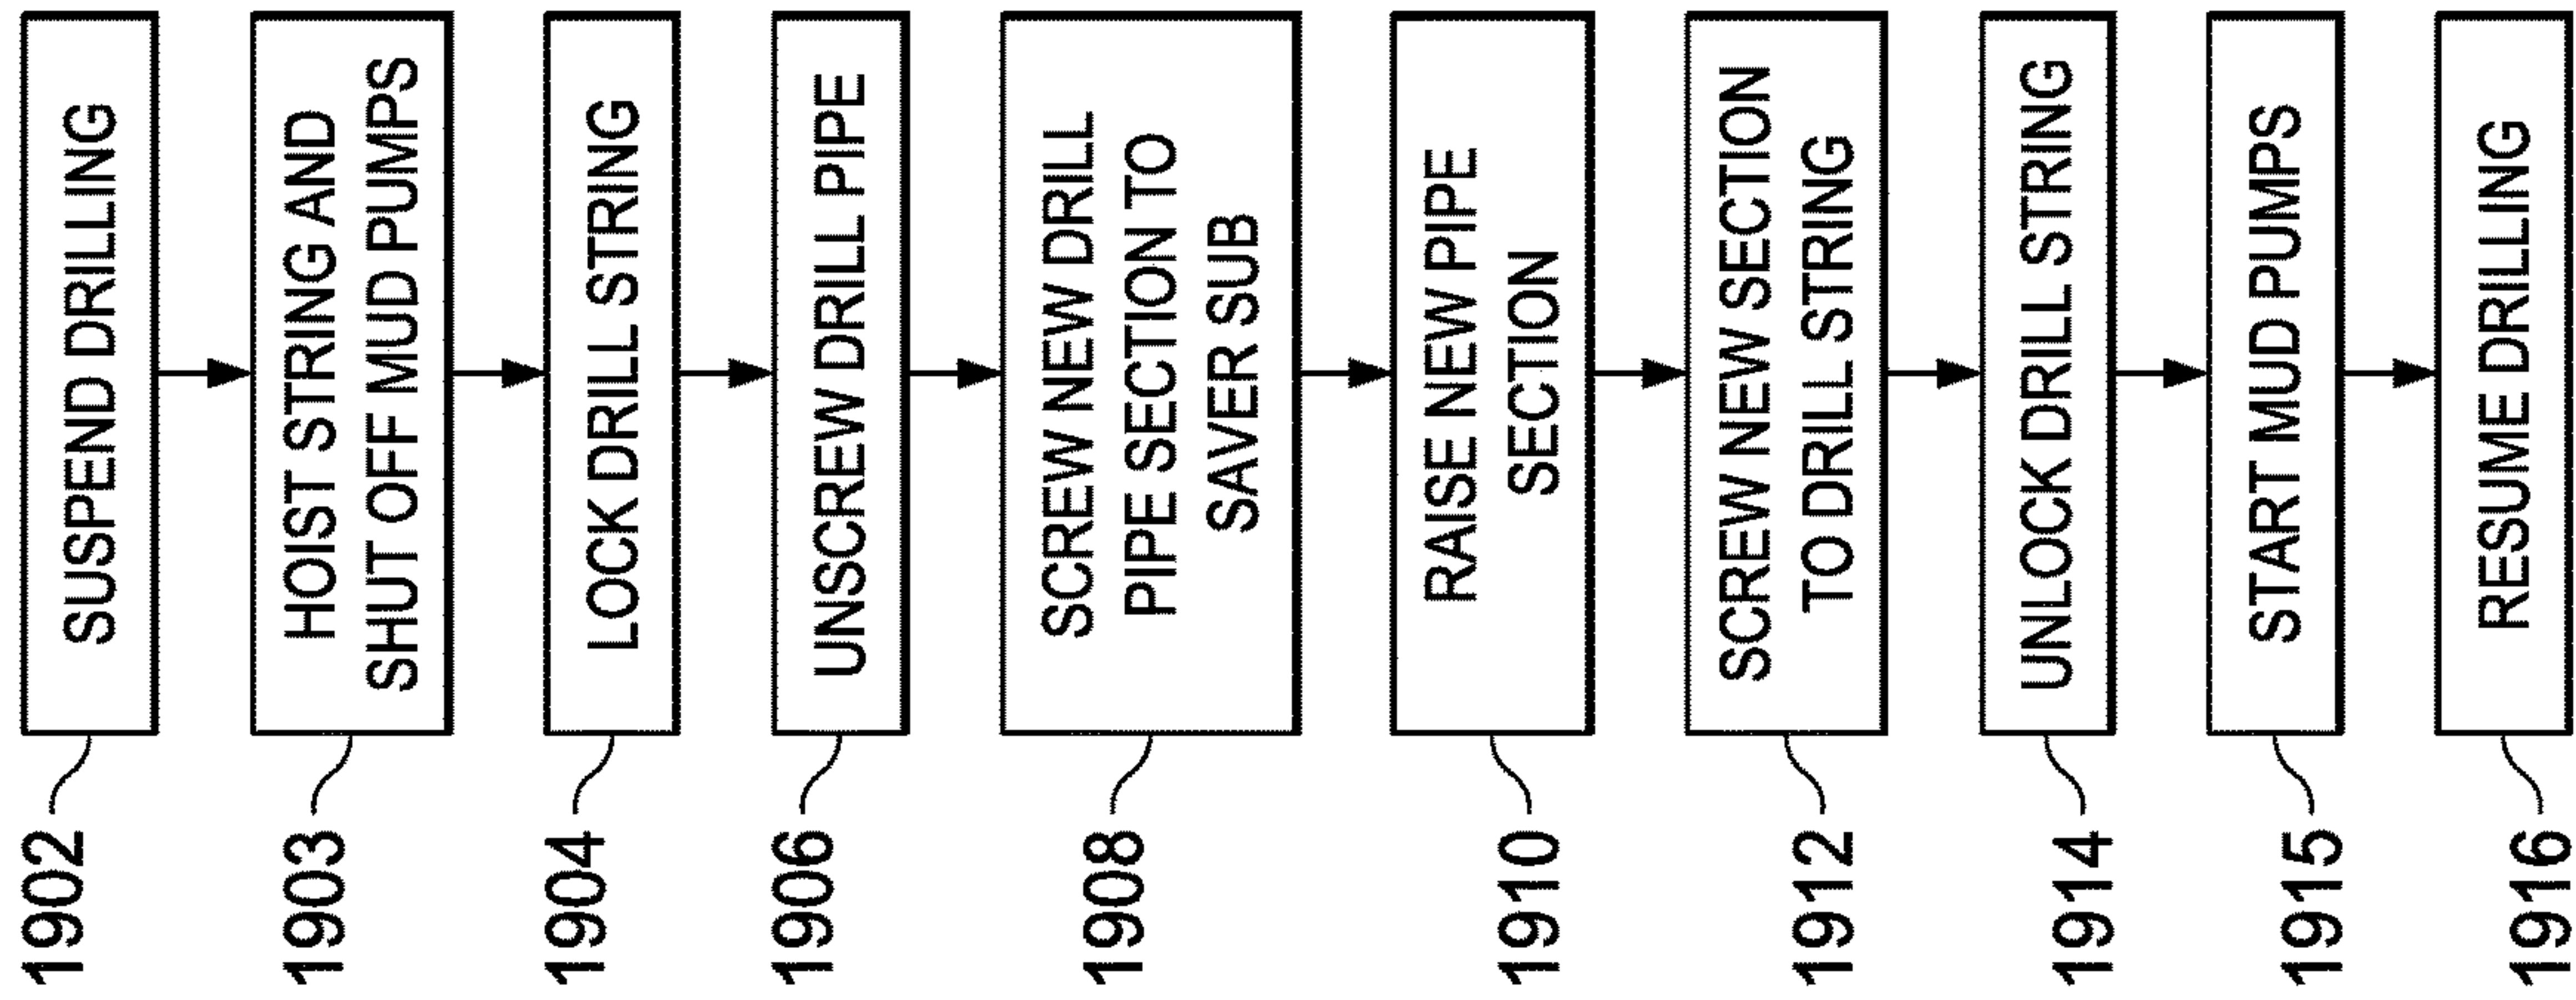 1902
SUSPEND DRILLING
1903
HOIST STRING AND
SHUT OFF MUD PUMPS
1904
LOCK DRILL STRING
1906
UNSCREW DRILL PIPE
1908
SCREW NEW DRILL
PIPE SECTION TO
SAVER SUB
1910
RAISE NEW PIPE
SECTION
1912
SCREW NEW SECTION
TO DRILL STRING
1914
UNLOCK DRILL STRING
1915
START MUD PUMPS
1916
RESUME DRILLING